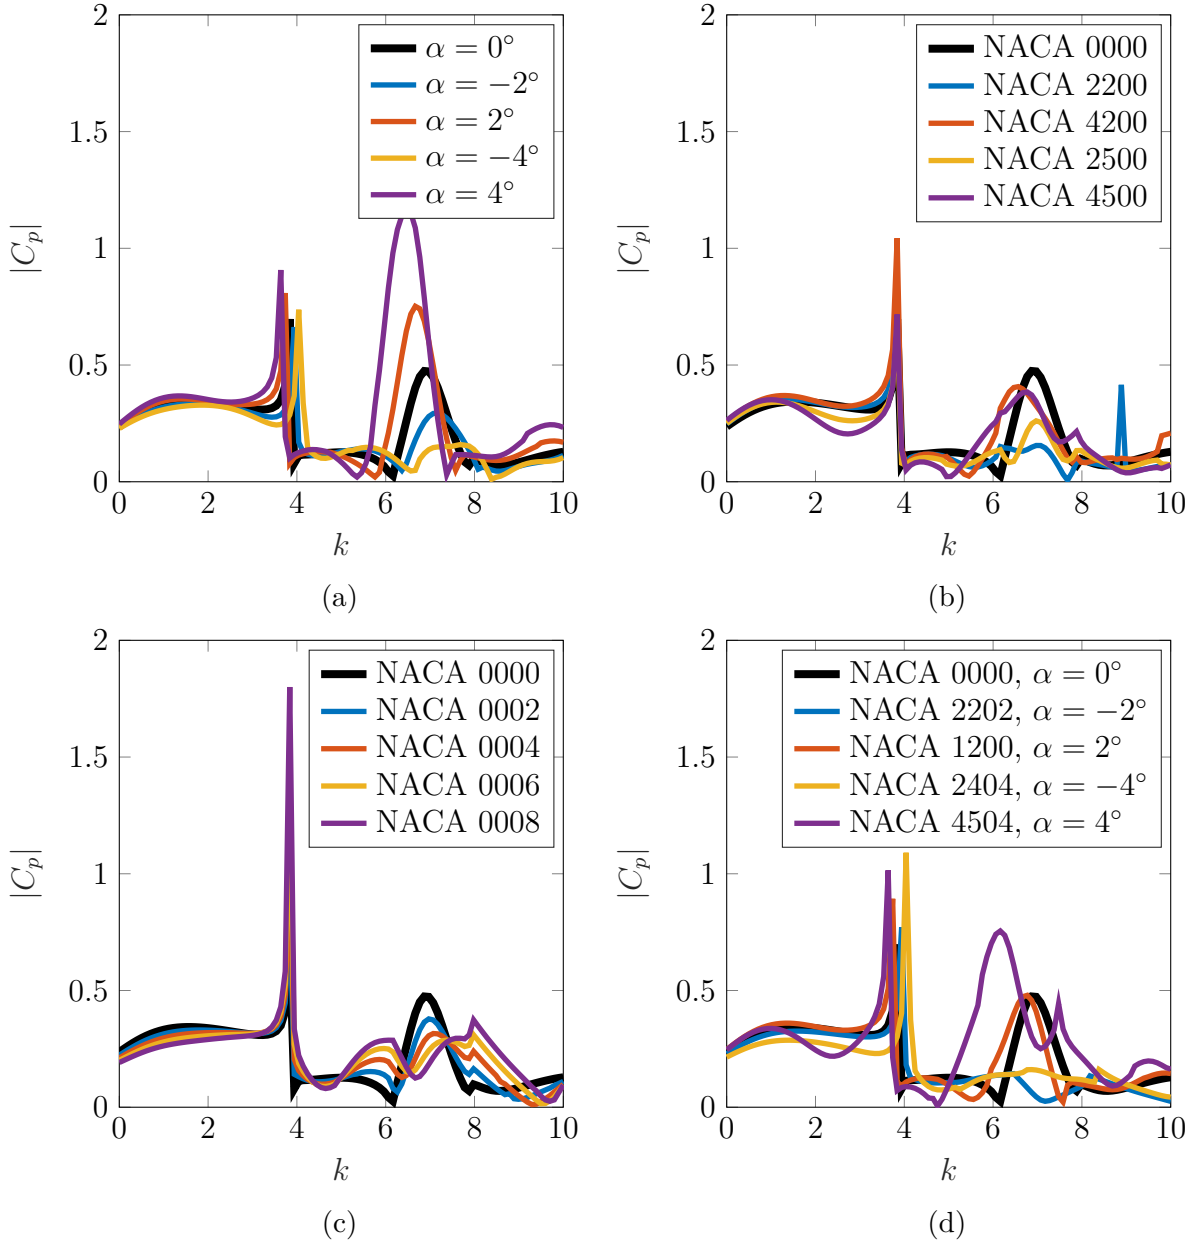 2
1.5
1
0.5
0
|C_p|
0 2 4 6 8 10
k
α = 0°
α = −2°
α = 2°
α = −4°
α = 4°
(a)
2
1.5
1
0.5
0
|C_p|
0 2 4 6 8 10
k
NACA 0000
NACA 2200
NACA 4200
NACA 2500
NACA 4500
(b)
2
1.5
1
0.5
0
|C_p|
0 2 4 6 8 10
k
NACA 0000
NACA 0002
NACA 0004
NACA 0006
NACA 0008
(c)
2
1.5
1
0.5
0
|C_p|
0 2 4 6 8 10
k
NACA 0000, α = 0°
NACA 2202, α = −2°
NACA 1200, α = 2°
NACA 2404, α = −4°
NACA 4504, α = 4°
(d)